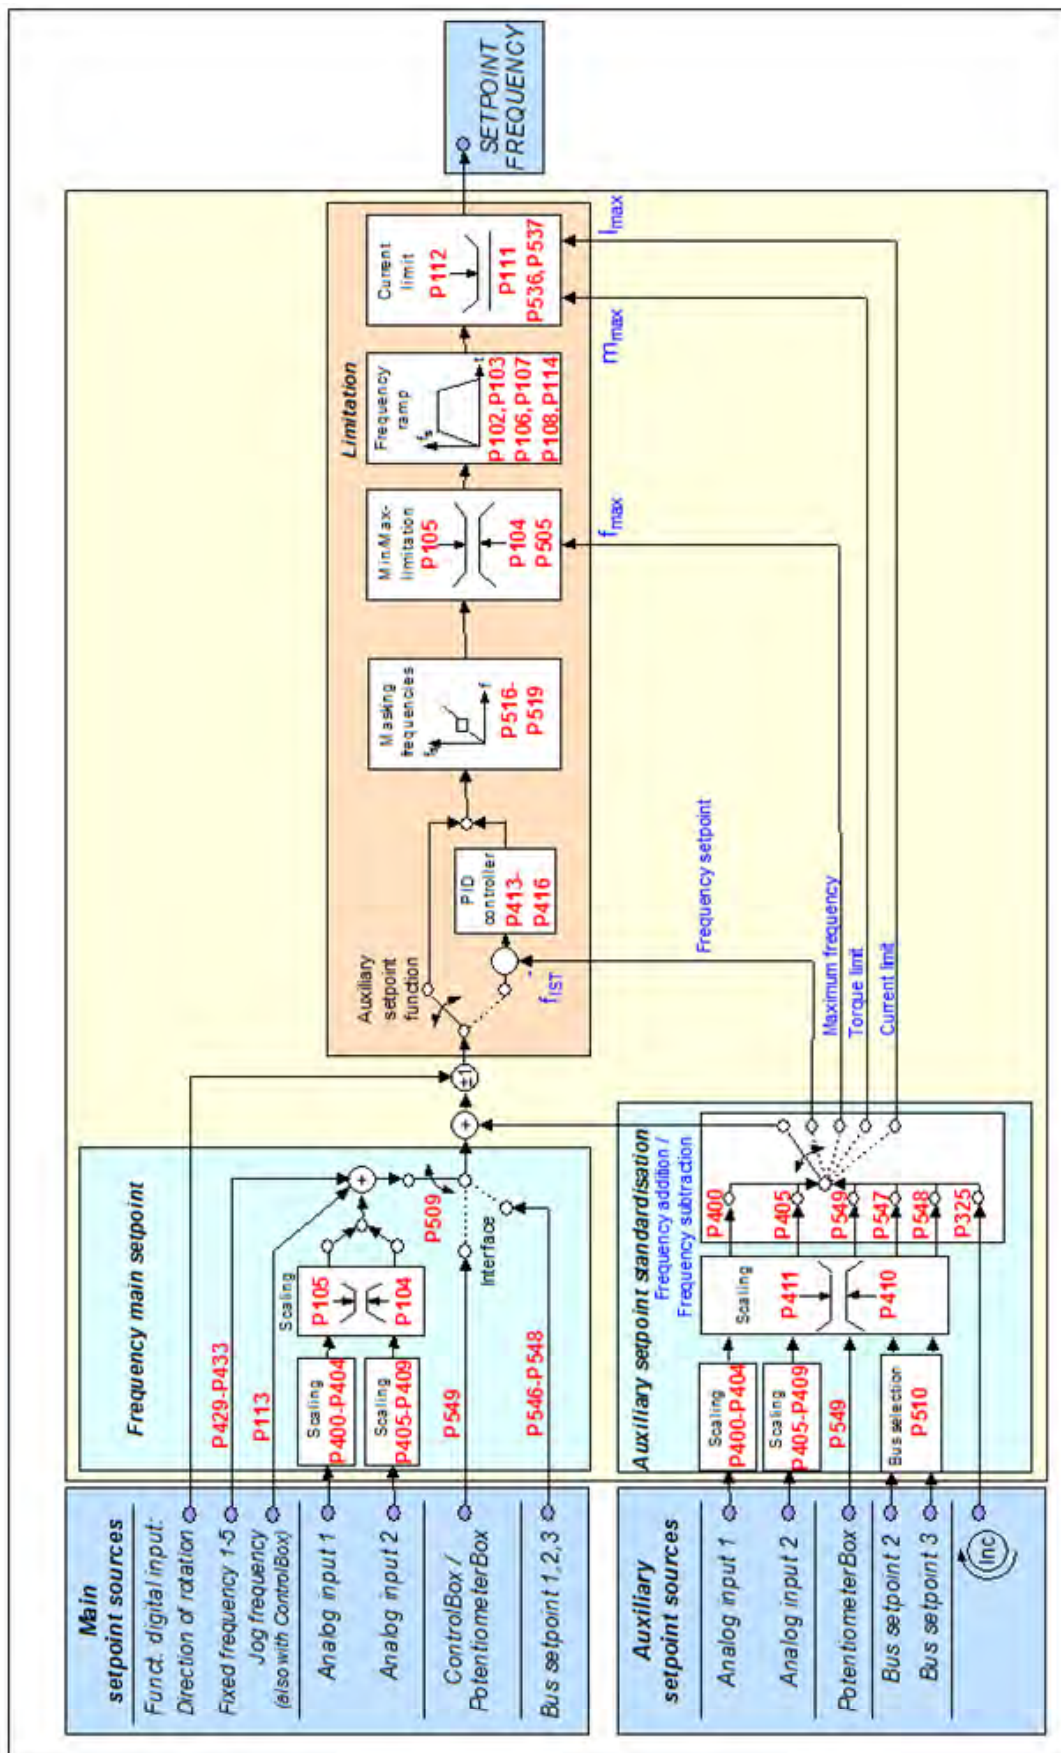 Main
setpoint sources
Funct. digital input:
Direction of rotation
Fixed frequency 1-5
Jog frequency
(also with ControlBox)
Analog input 1
Analog input 2
ControlBox /
PotentiometerBox
Bus setpoint 1,2,3
Frequency main setpoint
P429-P433
P113
Scaling
P400-P404
Scaling
P405-P409
Scaling
P105
P104
P549
P546-P548
P509
Interface
+
+
±1
Auxiliary
setpoint
function
f IST
-
PID
controller
P413-
P416
Masking
frequencies
f
P516-
P519
Limitation
Min/Max-
limitation
P105
P104
P505
Frequency
ramp
t
P102,P103
P106,P107
P108,P114
Current
limit
P112
P111
P536,P537
SETPOINT
FREQUENCY
f max
m max
I max
Frequency setpoint
Maximum frequency
Torque limit
Current limit
Auxiliary
setpoint sources
Analog input 1
Analog input 2
PotentiometerBox
Bus setpoint 2
Bus setpoint 3
Inc
Auxiliary setpoint standardisation
Frequency addition /
Frequency subtraction
Scaling
P400-P404
Scaling
P405-P409
P549
Bus selection
P510
Scaling
P411
P410
P400
P405
P549
P547
P548
P325